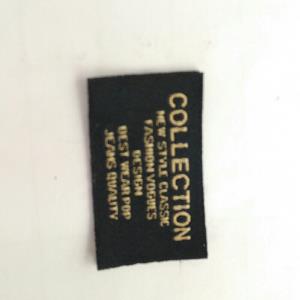 COLLECTION
NEW STYLE CLASSIC
FASHION VOGUES
DESIGN
BEST WEAR POP
JEANS QUALITY